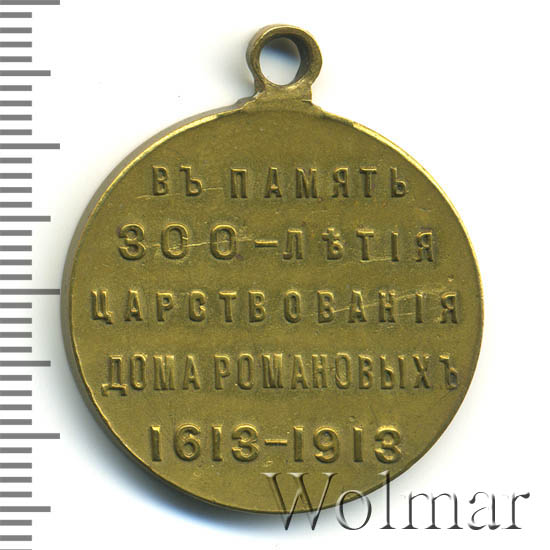 ВЪ ПАМЯТЬ
300-ЛѢТІЯ
ЦАРСТВОВАНІЯ
ДОМА РОМАНОВЫХЪ
1613-1913
Wolmar